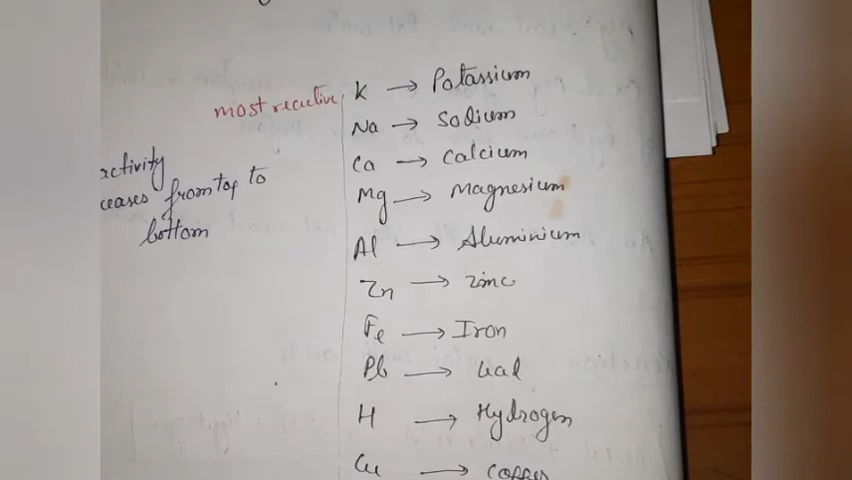 K → Potassium
most reactive
Na → Sodium
Ca → Calcium
activity
Mg → Magnesium
ceases from top to
bottom
Al → Aluminium
Zn → Zinc
Fe → Iron
Pb → Lead
H → Hydrogen
Cu → copper